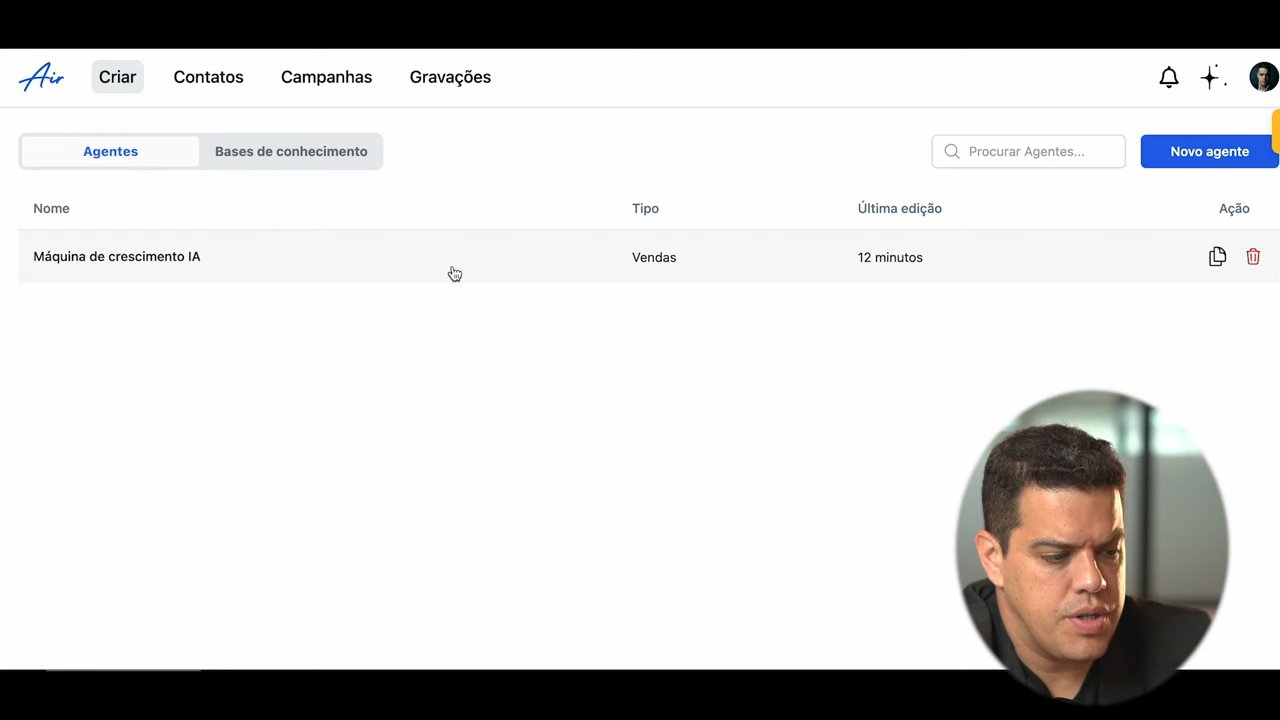 Air
Criar
Contatos
Campanhas
Gravações
Agentes
Bases de conhecimento
Procurar Agentes...
Novo agente
Nome
Tipo
Última edição
Ação
Máquina de crescimento IA
Vendas
12 minutos